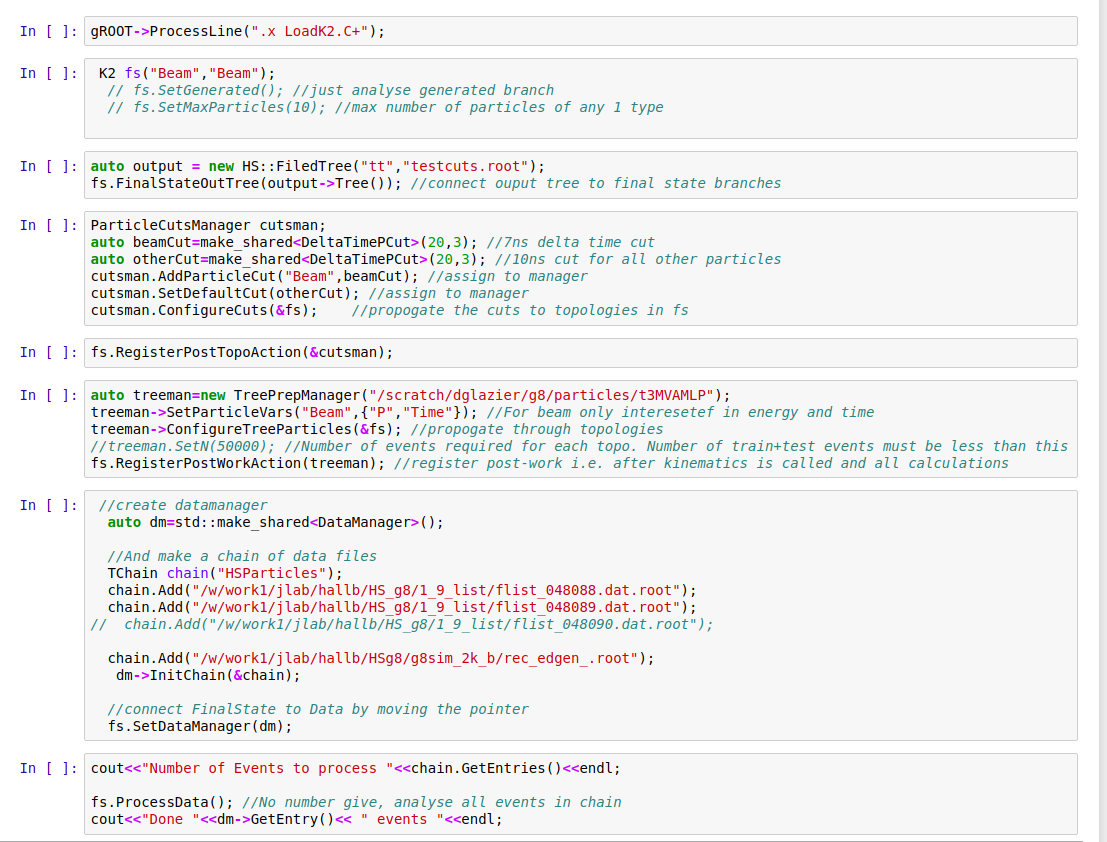 In [ ]: gROOT->ProcessLine(".x LoadK2.C+");
In [ ]: K2 fs("Beam","Beam");
// fs.SetGenerated(); //just analyse generated branch
// fs.SetMaxParticles(10); //max number of particles of any 1 type
In [ ]: auto output = new HS::FiledTree("tt","testcuts.root");
fs.FinalStateOutTree(output->Tree()); //connect ouput tree to final state branches
In [ ]: ParticleCutsManager cutsman;
auto beamCut=make_shared<DeltaTimePCut>(20,3); //7ns delta time cut
auto otherCut=make_shared<DeltaTimePCut>(20,3); //10ns cut for all other particles
cutsman.AddParticleCut("Beam",beamCut); //assign to manager
cutsman.SetDefaultCut(otherCut); //assign to manager
cutsman.ConfigureCuts(&fs);    //propogate the cuts to topologies in fs
In [ ]: fs.RegisterPostTopoAction(&cutsman);
In [ ]: auto treeman=new TreePrepManager("/scratch/dglazier/g8/particles/t3MVAMLP");
treeman->SetParticleVars("Beam",{"P","Time"}); //For beam only interesetef in energy and time
treeman->ConfigureTreeParticles(&fs); //propogate through topologies
//treeman.SetN(50000); //Number of events required for each topo. Number of train+test events must be less than this
fs.RegisterPostWorkAction(treeman); //register post-work i.e. after kinematics is called and all calculations
In [ ]: //create datamanager
auto dm=std::make_shared<DataManager>();
//And make a chain of data files
TChain chain("HSParticles");
chain.Add("/w/work1/jlab/hallb/HS_g8/1_9_list/flist_048088.dat.root");
chain.Add("/w/work1/jlab/hallb/HS_g8/1_9_list/flist_048089.dat.root");
//  chain.Add("/w/work1/jlab/hallb/HS_g8/1_9_list/flist_048090.dat.root");
chain.Add("/w/work1/jlab/hallb/HSg8/g8sim_2k_b/rec_edgen_.root");
dm->InitChain(&chain);
//connect FinalState to Data by moving the pointer
fs.SetDataManager(dm);
In [ ]: cout<<"Number of Events to process "<<chain.GetEntries()<<endl;
fs.ProcessData(); //No number give, analyse all events in chain
cout<<"Done "<<dm->GetEntry()<< " events "<<endl;